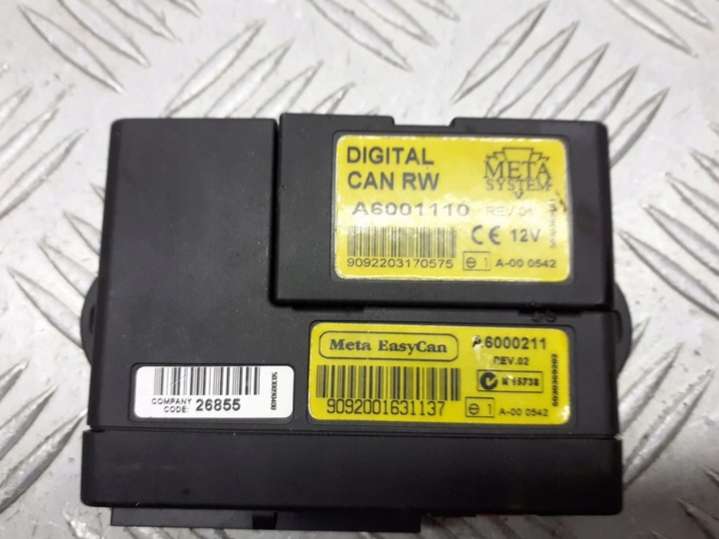 DIGITAL
CAN RW
META
SYSTEM
A6001110 REV.01
CE 12V
9092203170575
e 1 A-00 0542
Meta EasyCan
A6000211
REV.02
N 15738
9092001631137
e 1 A-00 0542
COMPANY
CODE: 26855